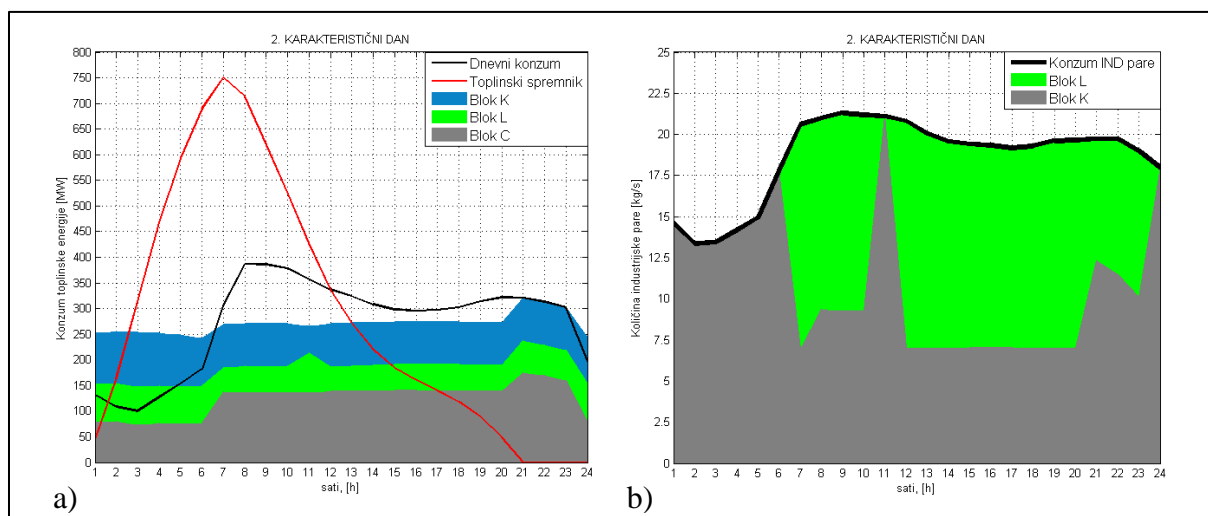 2. KARAKTERISTIČNI DAN
Konzum toplinske energije [MW]
800
750
700
650
600
550
500
450
400
350
300
250
200
150
100
50
0
Dnevni konzum
Toplinski spremnik
Blok K
Blok L
Blok C
1 2 3 4 5 6 7 8 9 10 11 12 13 14 15 16 17 18 19 20 21 22 23 24
sati, [h]
a)
2. KARAKTERISTIČNI DAN
Količina industrijske pare [kg/s]
25
22.5
20
17.5
15
12.5
10
7.5
5
2.5
0
Konzum IND pare
Blok L
Blok K
1 2 3 4 5 6 7 8 9 10 11 12 13 14 15 16 17 18 19 20 21 22 23 24
sati, [h]
b)